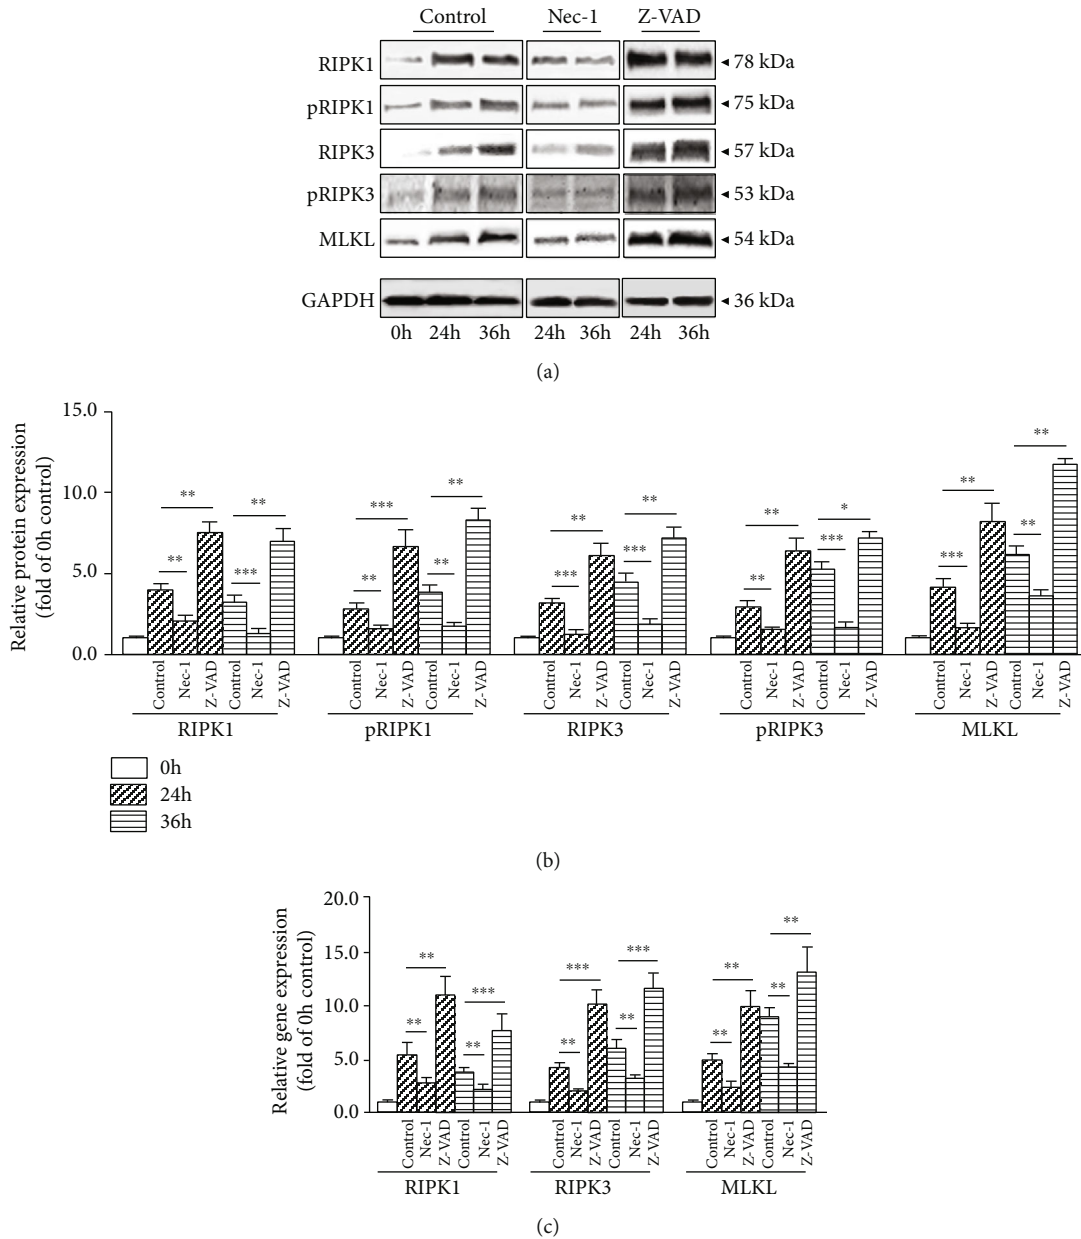 Control Nec-1 Z-VAD
RIPK1 ◂ 78 kDa
pRIPK1 ◂ 75 kDa
RIPK3 ◂ 57 kDa
pRIPK3 ◂ 53 kDa
MLKL ◂ 54 kDa
GAPDH ◂ 36 kDa
0h 24h 36h 24h 36h 24h 36h
(a)
Relative protein expression
(fold of 0h control)
15.0
10.0
5.0
0.0
** ** ** ***
*** ** ** **
** *** ** ***
** ** * ***
** *** ** **
Control Nec-1 Z-VAD Control Nec-1 Z-VAD
Control Nec-1 Z-VAD Control Nec-1 Z-VAD
Control Nec-1 Z-VAD Control Nec-1 Z-VAD
Control Nec-1 Z-VAD Control Nec-1 Z-VAD
Control Nec-1 Z-VAD Control Nec-1 Z-VAD
RIPK1 pRIPK1 RIPK3 pRIPK3 MLKL
0h
24h
36h
(b)
Relative gene expression
(fold of 0h control)
20.0
15.0
10.0
5.0
0.0
** ** *** **
*** ** *** **
** ** ** **
Control Nec-1 Z-VAD Control Nec-1 Z-VAD
Control Nec-1 Z-VAD Control Nec-1 Z-VAD
Control Nec-1 Z-VAD Control Nec-1 Z-VAD
RIPK1 RIPK3 MLKL
(c)